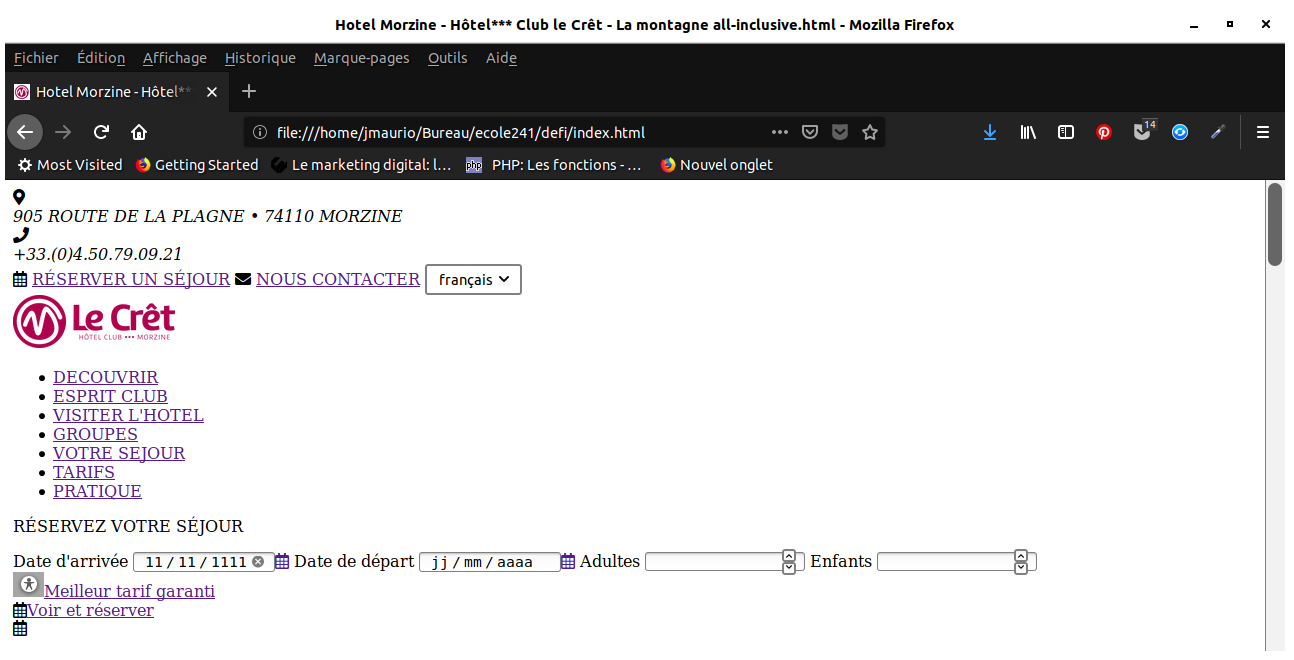 Hotel Morzine - Hôtel*** Club le Crêt - La montagne all-inclusive.html - Mozilla Firefox
Fichier Édition Affichage Historique Marque-pages Outils Aide
Hotel Morzine - Hôtel**
file:///home/jmaurio/Bureau/ecole241/defi/index.html
14
Most Visited Getting Started Le marketing digital: l… php PHP: Les fonctions - … Nouvel onglet
905 ROUTE DE LA PLAGNE • 74110 MORZINE
+33.(0)4.50.79.09.21
RÉSERVER UN SÉJOUR NOUS CONTACTER français
Le Crêt
HÔTEL CLUB ••• MORZINE
• DECOUVRIR
• ESPRIT CLUB
• VISITER L'HOTEL
• GROUPES
• VOTRE SEJOUR
• TARIFS
• PRATIQUE
RÉSERVEZ VOTRE SÉJOUR
Date d'arrivée 11 / 11 / 1111 Date de départ jj / mm / aaaa Adultes Enfants
Meilleur tarif garanti
Voir et réserver